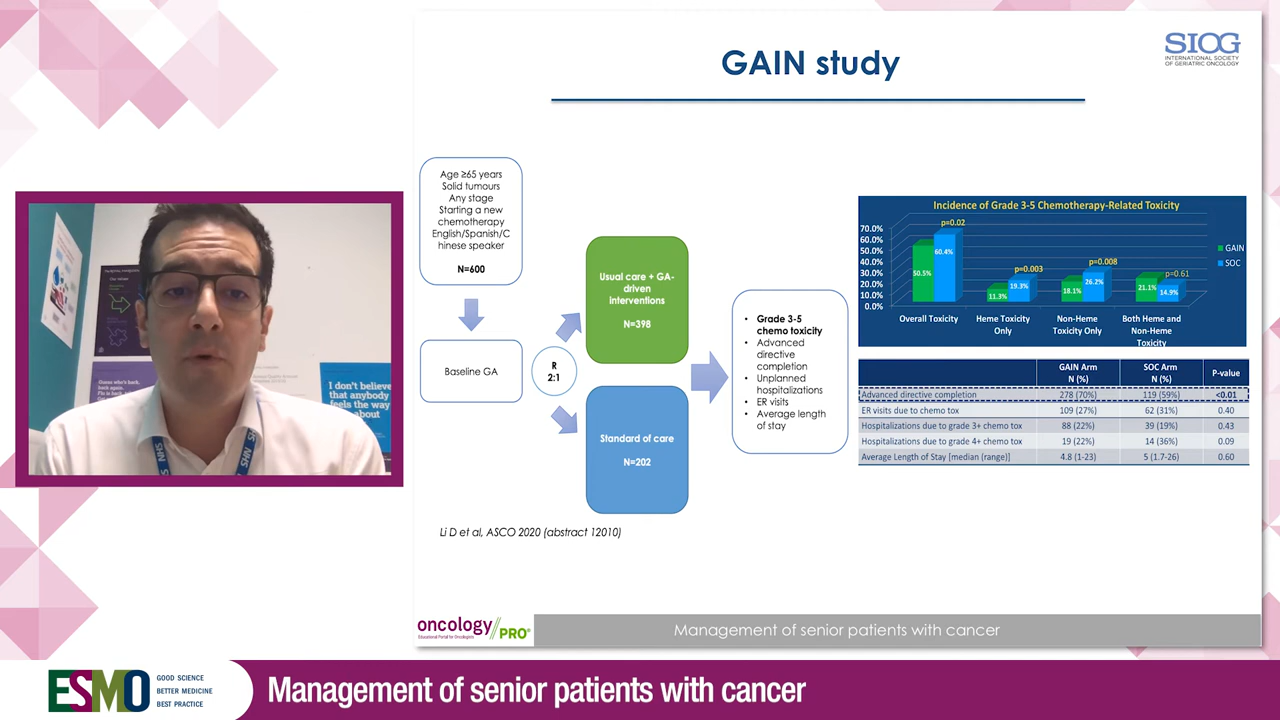 GAIN study
SIOG
INTERNATIONAL SOCIETY
OF GERIATRIC ONCOLOGY
Age ≥65 years
Solid tumours
Any stage
Starting a new
chemotherapy
English/Spanish/C
hinese speaker
N=600
Baseline GA
R
2:1
Usual care + GA-
driven
interventions
N=398
Standard of care
N=202
• Grade 3-5
chemo toxicity
• Advanced
directive
completion
• Unplanned
hospitalizations
• ER visits
• Average length
of stay
Incidence of Grade 3-5 Chemotherapy-Related Toxicity
70.0%
60.0%
50.0%
40.0%
30.0%
20.0%
10.0%
0.0%
p=0.02
50.5%
60.4%
p=0.003
11.3%
19.3%
p=0.008
18.1%
26.2%
p=0.61
21.1%
14.9%
GAIN
SOC
Overall Toxicity
Heme Toxicity
Only
Non-Heme
Toxicity Only
Both Heme and
Non-Heme
Toxicity
GAIN Arm N (%) SOC Arm N (%) P-value
Advanced directive completion 278 (70%) 119 (59%) <0.01
ER visits due to chemo tox 109 (27%) 62 (31%) 0.40
Hospitalizations due to grade 3+ chemo tox 88 (22%) 39 (19%) 0.43
Hospitalizations due to grade 4+ chemo tox 19 (22%) 14 (36%) 0.09
Average Length of Stay [median (range)] 4.8 (1-23) 5 (1.7-26) 0.60
Li D et al, ASCO 2020 (abstract 12010)
I don't believe
that anybody
feels the way
about
NHS
NHS
oncology//PRO®
Educational Portal for Oncologists
Management of senior patients with cancer
ESMO
GOOD SCIENCE
BETTER MEDICINE
BEST PRACTICE
Management of senior patients with cancer